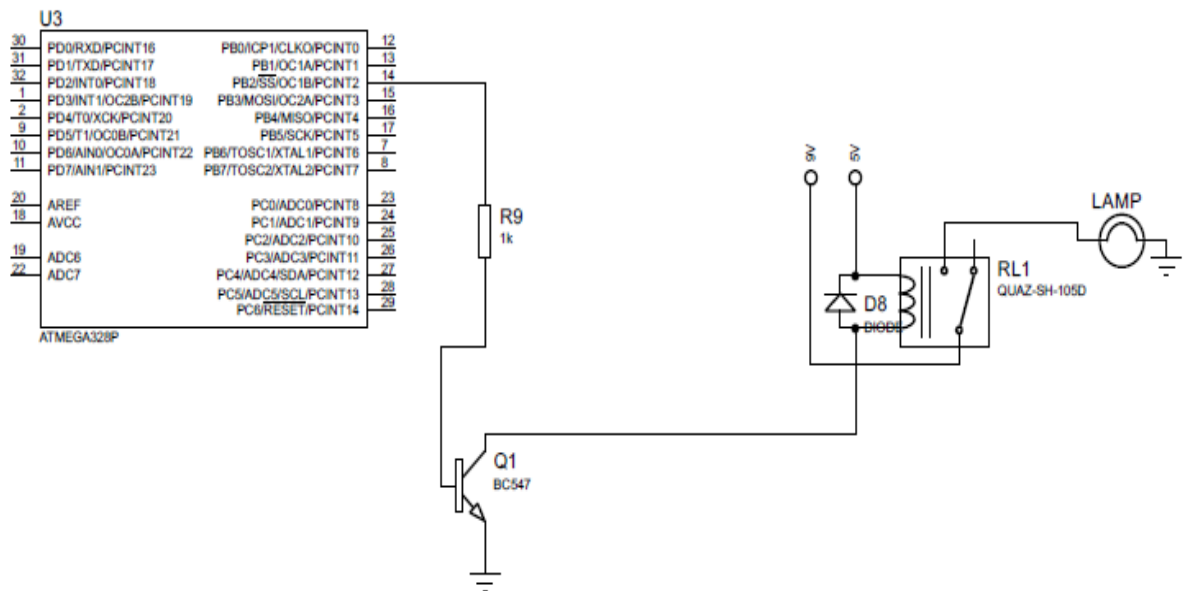 U3
30 PD0/RXD/PCINT16 PB0/ICP1/CLKO/PCINT0 12
31 PD1/TXD/PCINT17 PB1/OC1A/PCINT1 13
32 PD2/INT0/PCINT18 PB2/SS/OC1B/PCINT2 14
1 PD3/INT1/OC2B/PCINT19 PB3/MOSI/OC2A/PCINT3 15
2 PD4/T0/XCK/PCINT20 PB4/MISO/PCINT4 16
9 PD5/T1/OC0B/PCINT21 PB5/SCK/PCINT5 17
10 PD6/AIN0/OC0A/PCINT22 PB6/TOSC1/XTAL1/PCINT6 7
11 PD7/AIN1/PCINT23 PB7/TOSC2/XTAL2/PCINT7 8
20 AREF PC0/ADC0/PCINT8 23
18 AVCC PC1/ADC1/PCINT9 24
PC2/ADC2/PCINT10 25
19 ADC6 PC3/ADC3/PCINT11 26
22 ADC7 PC4/ADC4/SDA/PCINT12 27
PC5/ADC5/SCL/PCINT13 28
PC6/RESET/PCINT14 29
ATMEGA328P
R9
1k
9V
5V
LAMP
RL1
QUAZ-SH-105D
D8
DIODE
Q1
BC547